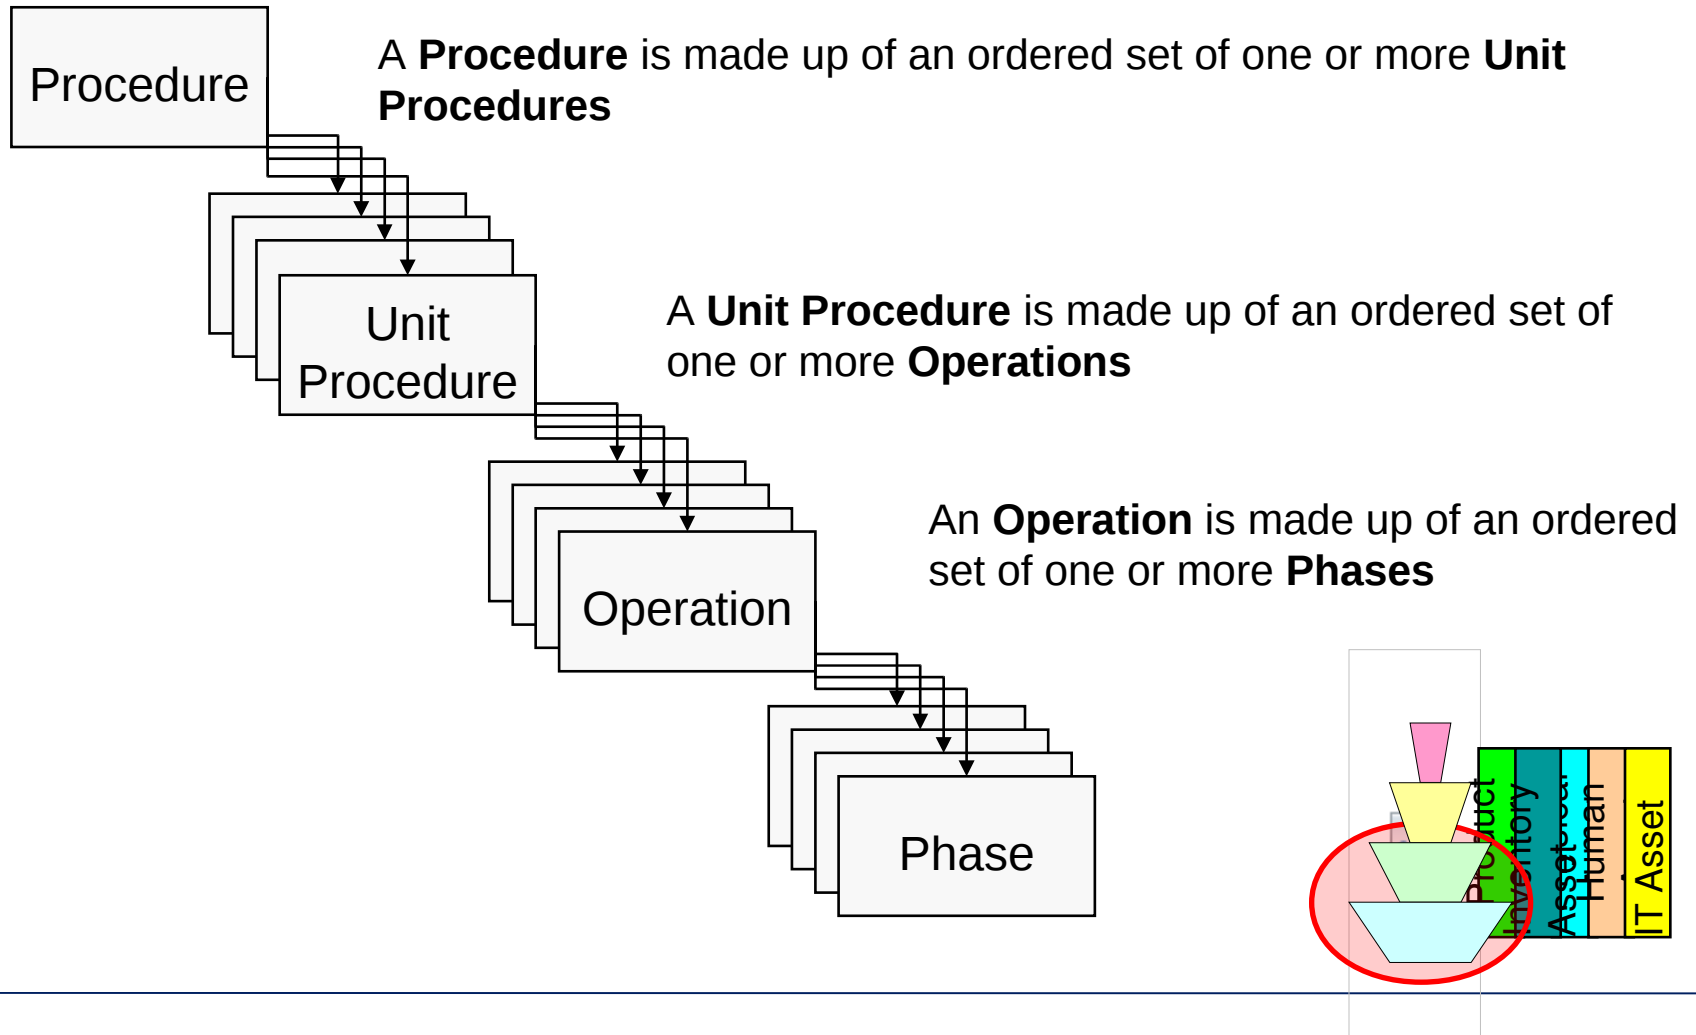 Procedure
A Procedure is made up of an ordered set of one or more Unit
Procedures
Unit
Procedure
A Unit Procedure is made up of an ordered set of
one or more Operations
Operation
An Operation is made up of an ordered
set of one or more Phases
Phase
Product
Inventory
Asset
Human
IT Asset